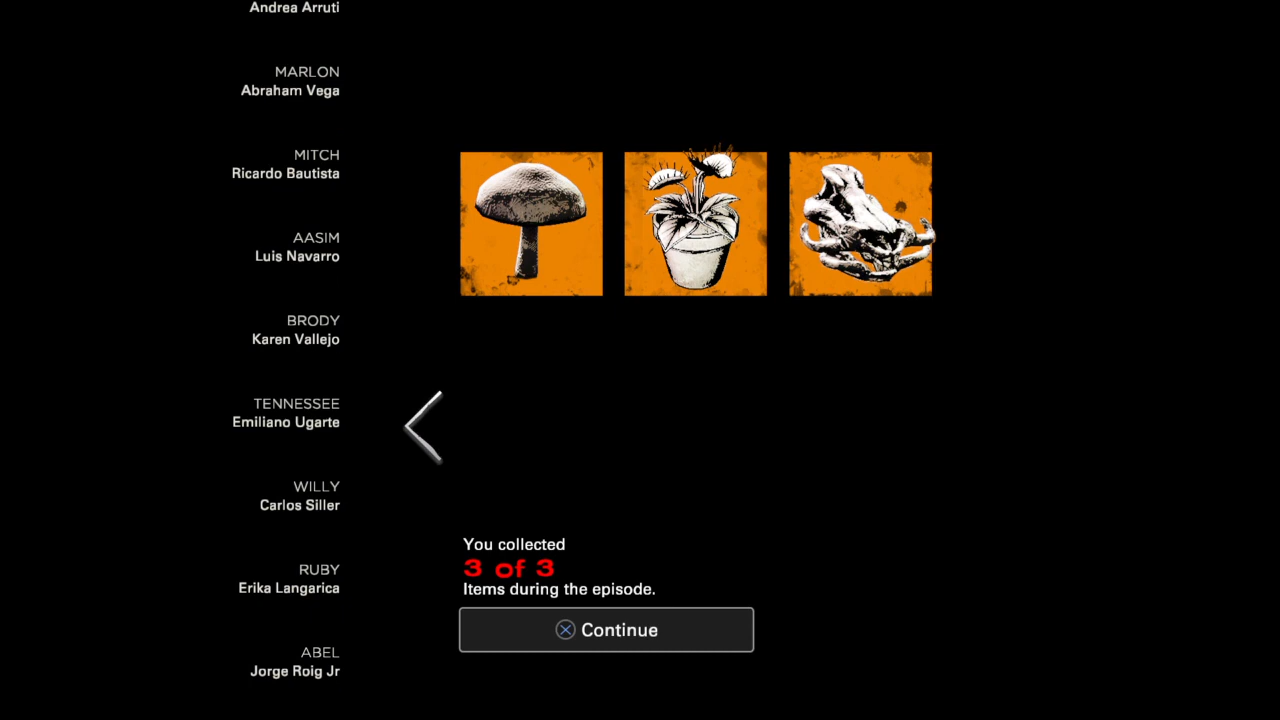 Andrea Arruti
MARLON
Abraham Vega
MITCH
Ricardo Bautista
AASIM
Luis Navarro
BRODY
Karen Vallejo
TENNESSEE
Emiliano Ugarte
WILLY
Carlos Siller
RUBY
Erika Langarica
ABEL
Jorge Roig Jr
You collected
3 of 3
Items during the episode.
Continue